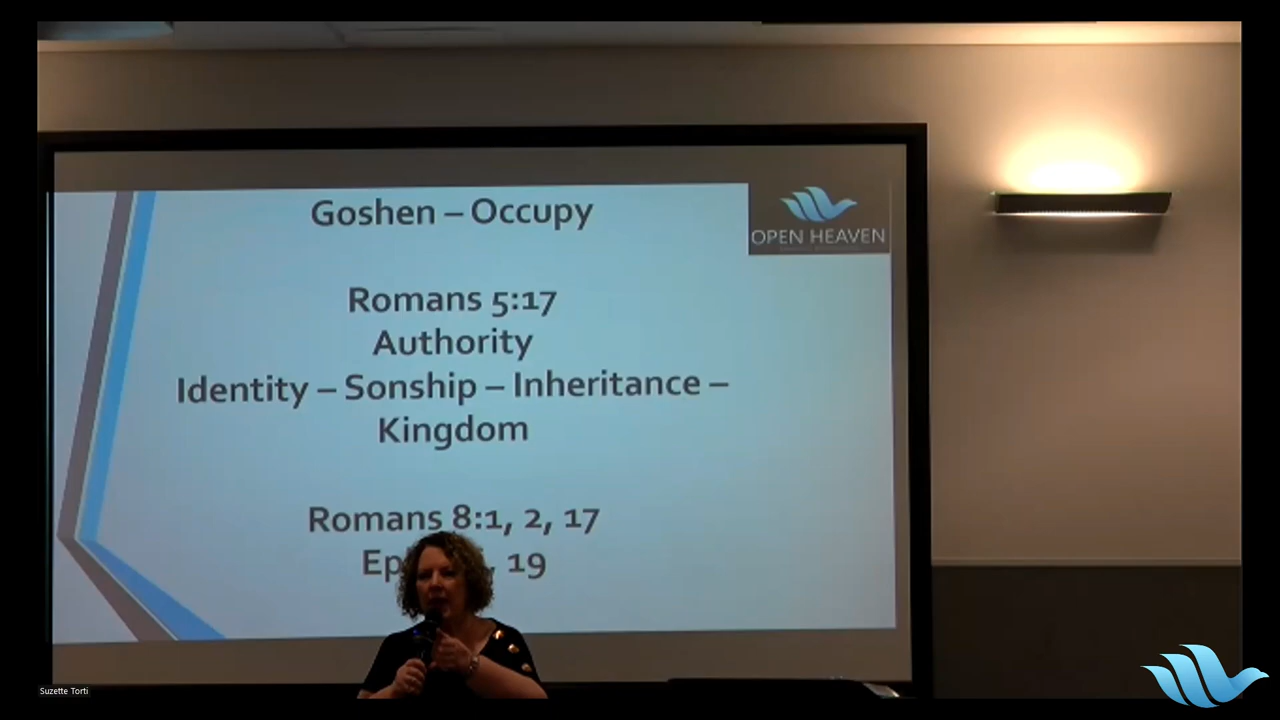 Goshen – Occupy
OPEN HEAVEN
Romans 5:17
Authority
Identity – Sonship – Inheritance –
Kingdom
Romans 8:1, 2, 17
19
Suzette Torti